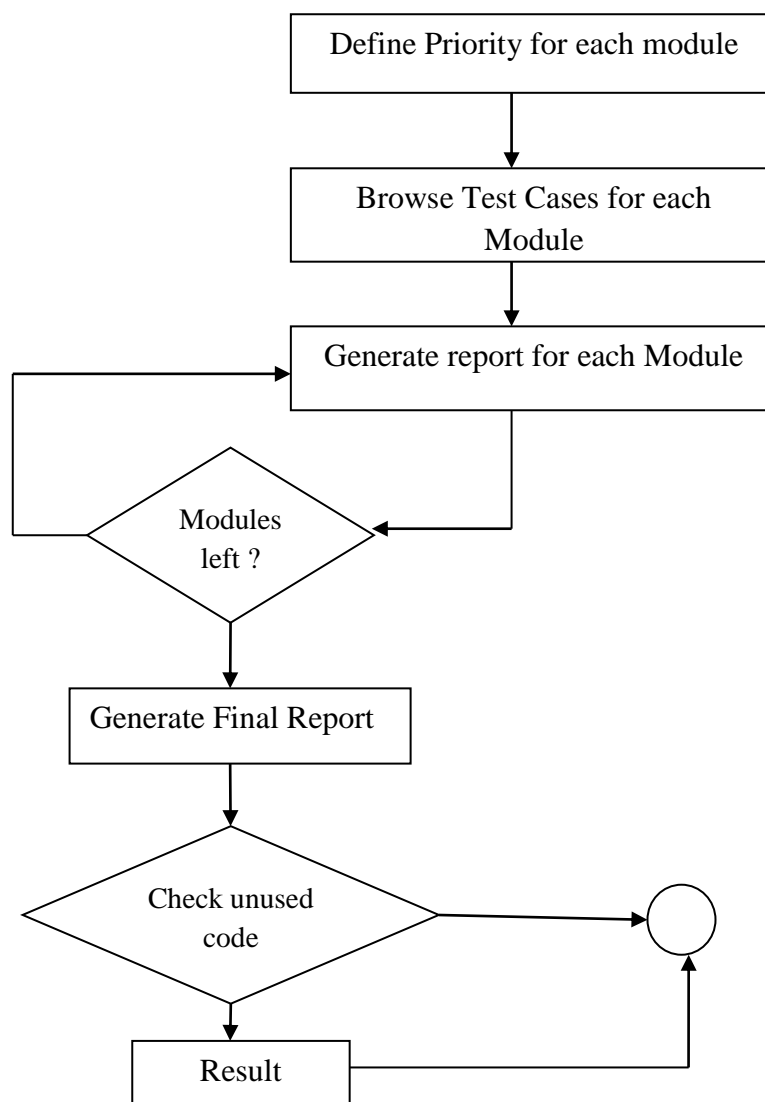 Define Priority for each module
Browse Test Cases for each
Module
Generate report for each Module
Modules
left ?
Generate Final Report
Check unused
code
Result